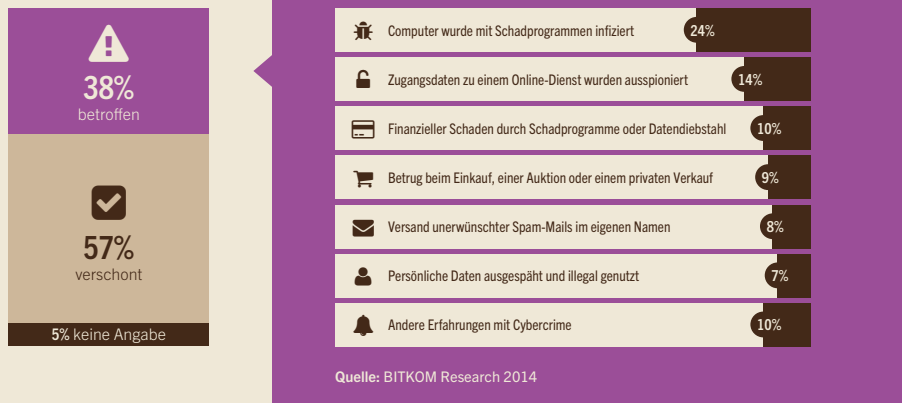 38%
betroffen
57%
verschont
5% keine Angabe
Computer wurde mit Schadprogrammen infiziert 24%
Zugangsdaten zu einem Online-Dienst wurden ausspioniert 14%
Finanzieller Schaden durch Schadprogramme oder Datendiebstahl 10%
Betrug beim Einkauf, einer Auktion oder einem privaten Verkauf 9%
Versand unerwünschter Spam-Mails im eigenen Namen 8%
Persönliche Daten ausgespäht und illegal genutzt 7%
Andere Erfahrungen mit Cybercrime 10%
Quelle: BITKOM Research 2014